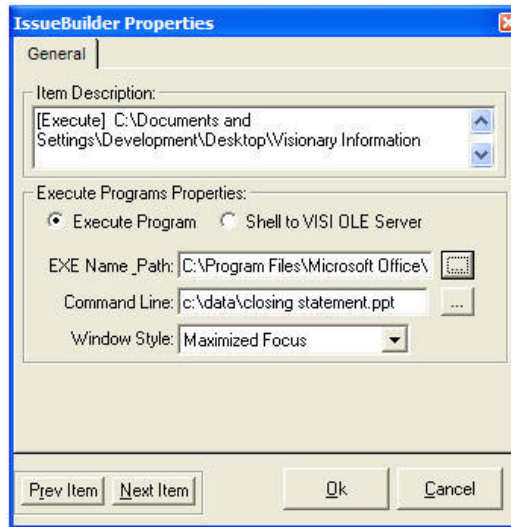 IssueBuilder Properties
General
Item Description:
[Execute] C:\Documents and
Settings\Development\Desktop\Visionary Information
Execute Programs Properties:
Execute Program Shell to VISI OLE Server
EXE Name _Path: C:\Program Files\Microsoft Office\ ...
Command Line: c:\data\closing statement.ppt ...
Window Style: Maximized Focus
Prev Item Next Item Ok Cancel